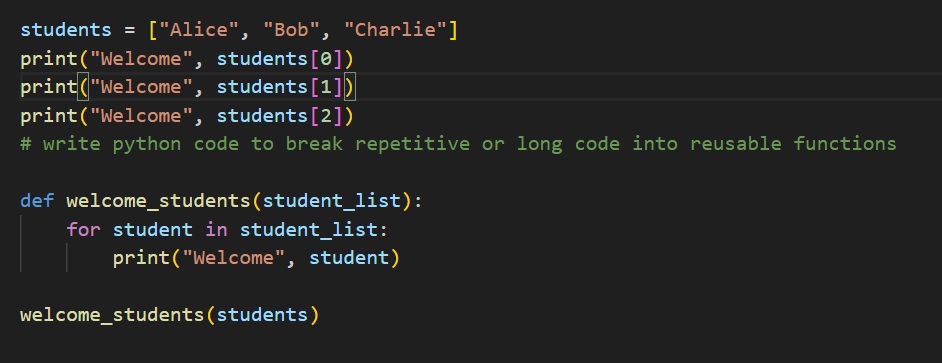 students = ["Alice", "Bob", "Charlie"]
print("Welcome", students[0])
print("Welcome", students[1])
print("Welcome", students[2])
# write python code to break repetitive or long code into reusable functions
def welcome_students(student_list):
    for student in student_list:
        print("Welcome", student)
welcome_students(students)